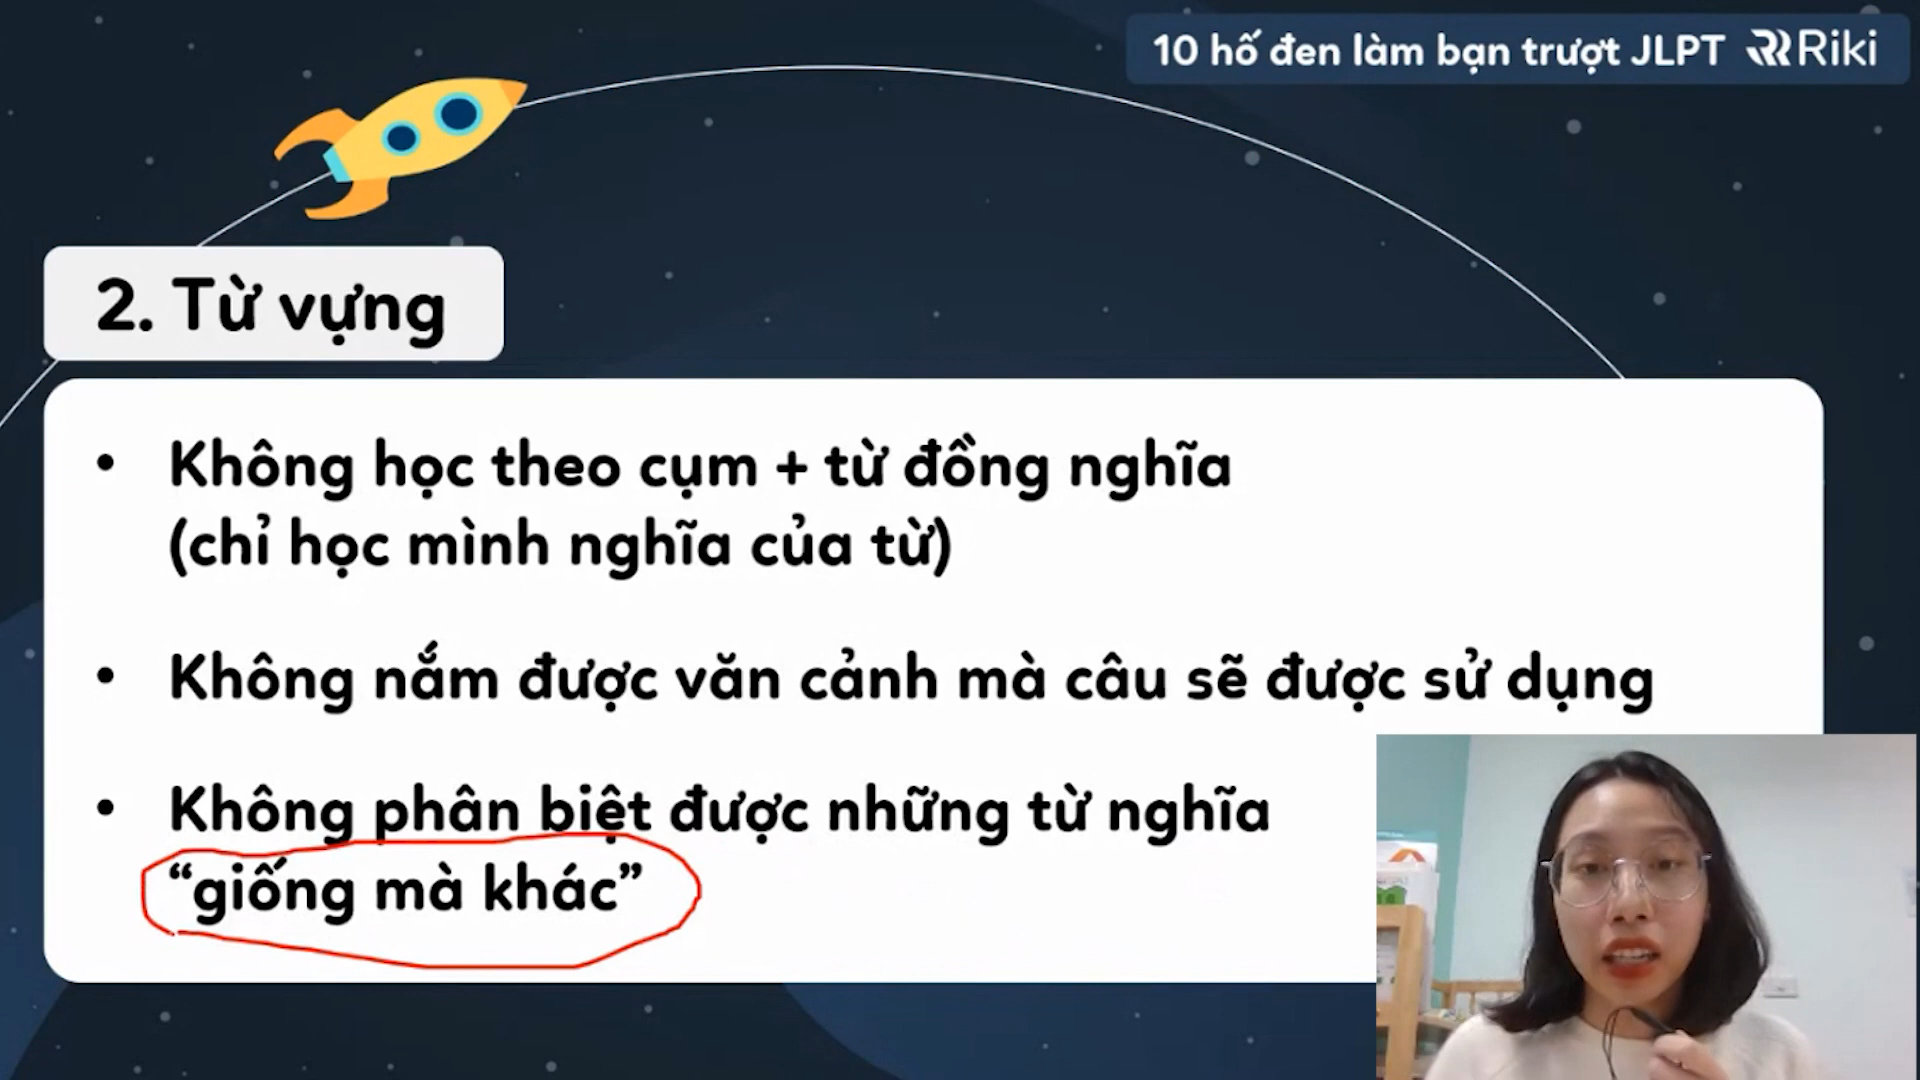 10 hố đen làm bạn trượt JLPT Riki
2. Từ vựng
• Không học theo cụm + từ đồng nghĩa
(chỉ học mình nghĩa của từ)
• Không nắm được văn cảnh mà câu sẽ được sử dụng
• Không phân biệt được những từ nghĩa
“giống mà khác”